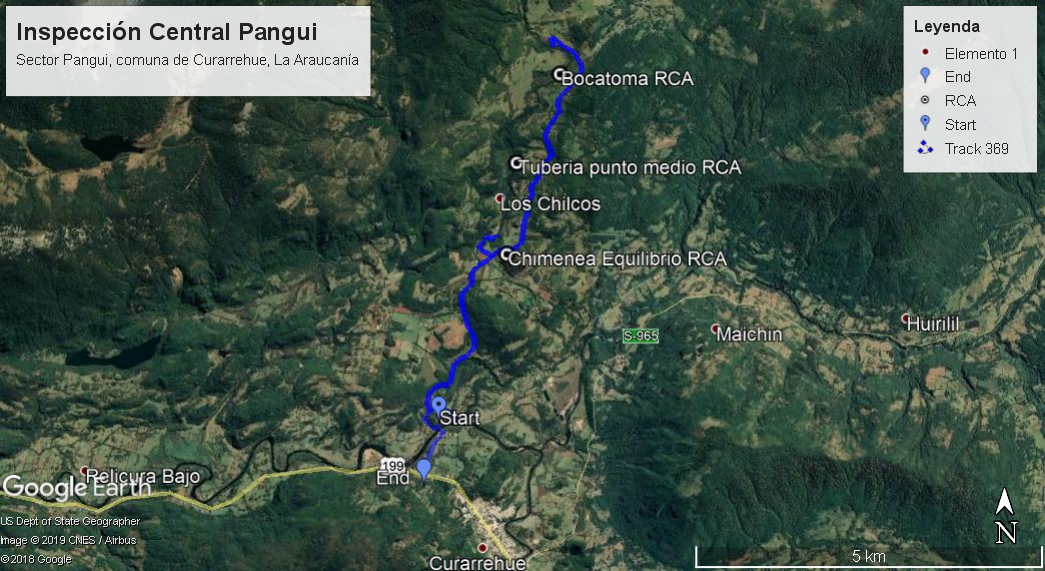 Inspección Central Pangui
Sector Pangui, comuna de Curarrehue, La Araucanía
Leyenda
Elemento 1
End
RCA
Start
Track 369
Bocatoma RCA
Tuberia punto medio RCA
Los Chilcos
Chimenea Equilibrio RCA
Huirilil
S-965
Maichin
Start
199
End
Relicura Bajo
Google Earth
US Dept of State Geographer
Image © 2019 CNES / Airbus
©2018 Google
Curarrehue
N
5 km